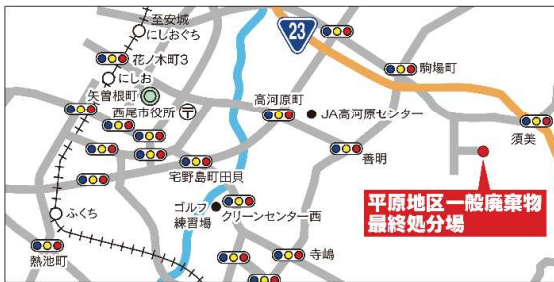 至安城
にしおぐち
23
花ノ木町3
駒場町
にしお
矢曽根町
高河原町
JA高河原センター
西尾市役所
〒
須美
善明
宅野島町田貝
平原地区一般廃棄物
最終処分場
ゴルフ
練習場
クリーンセンター西
ふくち
熱池町
寺嶋